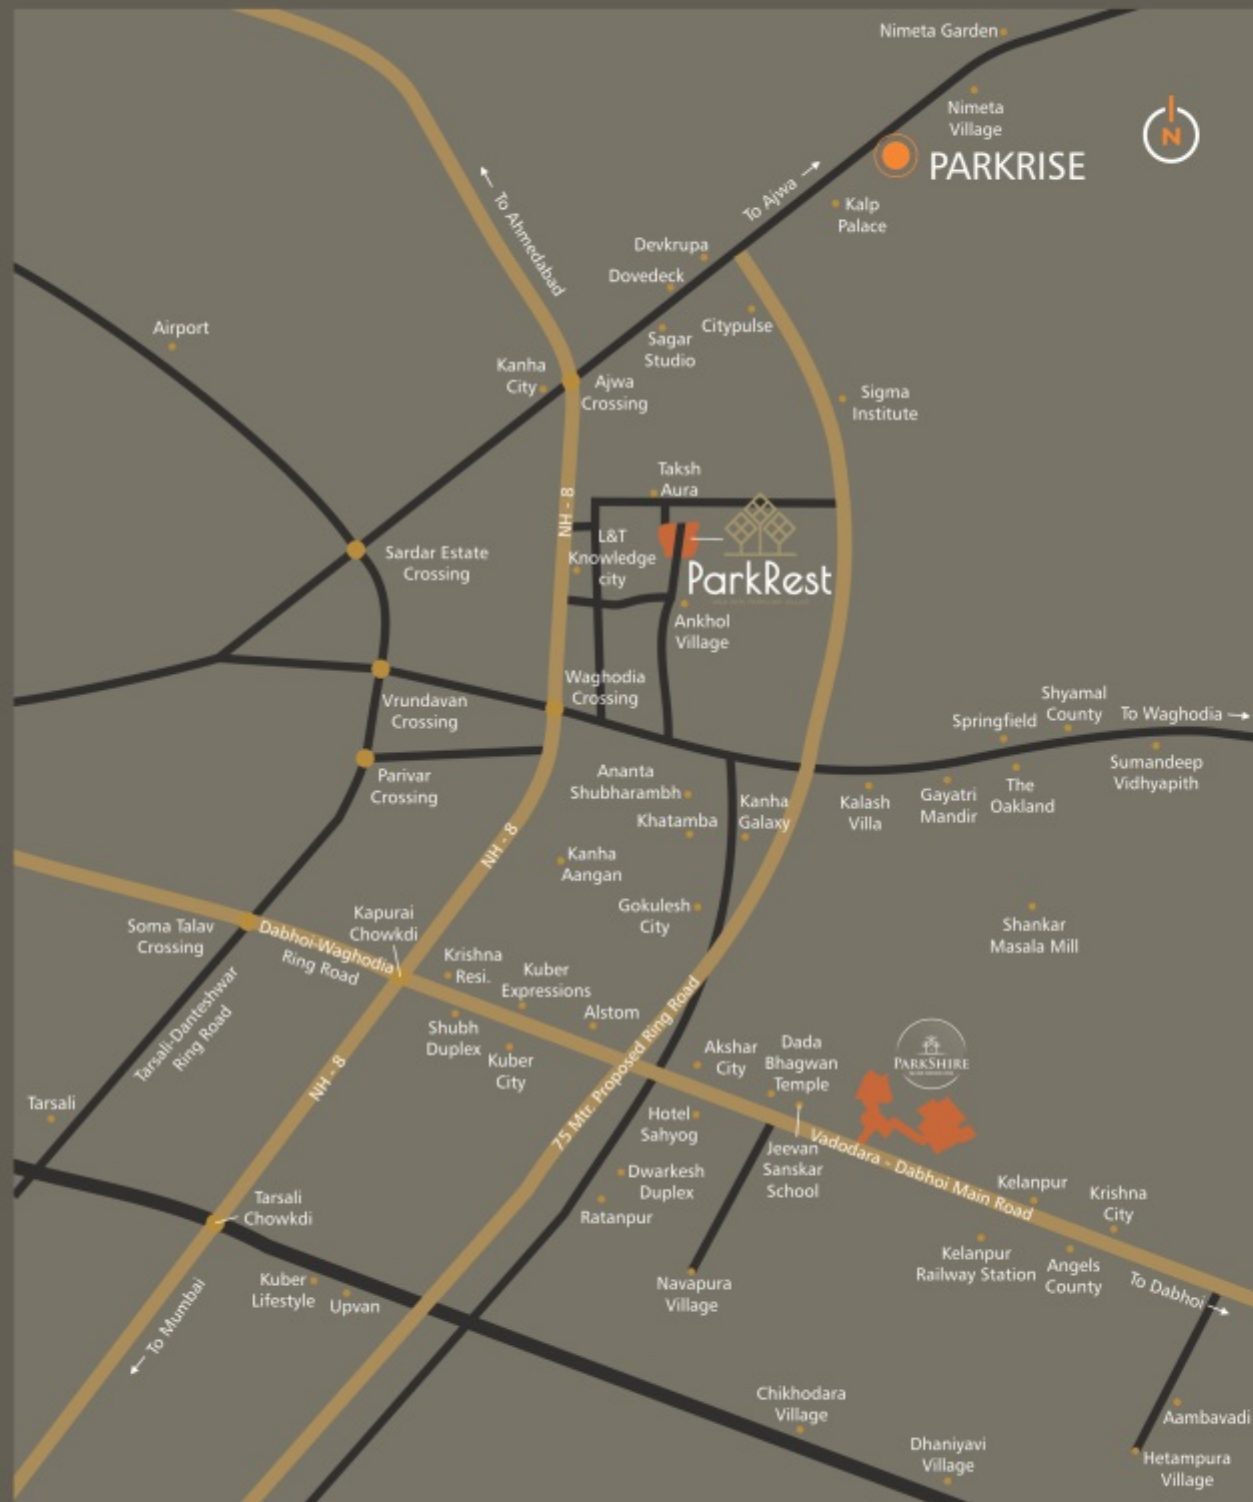 Nimeta Garden
Nimeta
Village
N
PARKRISE
To Ajwa
Kalp
Palace
To Ahmedabad
Devkrupa
Dovedeck
Citypulse
Sagar
Studio
Airport
Kanha
City
Ajwa
Crossing
Sigma
Institute
Taksh
Aura
NH - 8
L&T
Knowledge
city
ParkRest
Sardar Estate
Crossing
Ankhol
Village
Waghodia
Crossing
Vrundavan
Crossing
Shyamal
County
Springfield
To Waghodia
Sumandeep
Vidhyapith
Parivar
Crossing
Ananta
Shubharambh
Khatamba
Kanha
Galaxy
Kalash
Villa
Gayatri
Mandir
The
Oakland
NH - 8
Kanha
Aangan
Gokulesh
City
Shankar
Masala Mill
Soma Talav
Crossing
Kapurai
Chowkdi
Dabhoi-Waghodia
Ring Road
Krishna
Resi.
Kuber
Expressions
Alstom
Shubh
Duplex
Kuber
City
Tarsali-Danteshwar
Ring Road
75 Mtr. Proposed Ring Road
Akshar
City
Dada
Bhagwan
Temple
PARKSHIRE
NH - 8
Tarsali
Hotel
Sahyog
Jeevan
Sanskar
School
Vadodara - Dabhoi Main Road
Dwarkesh
Duplex
Ratanpur
Kelanpur
Krishna
City
Tarsali
Chowkdi
Kelanpur
Railway Station
Angels
County
To Dabhoi
Kuber
Lifestyle
Upvan
Navapura
Village
To Mumbai
Chikhodara
Village
Aambavadi
Dhaniyavi
Village
Hetampura
Village